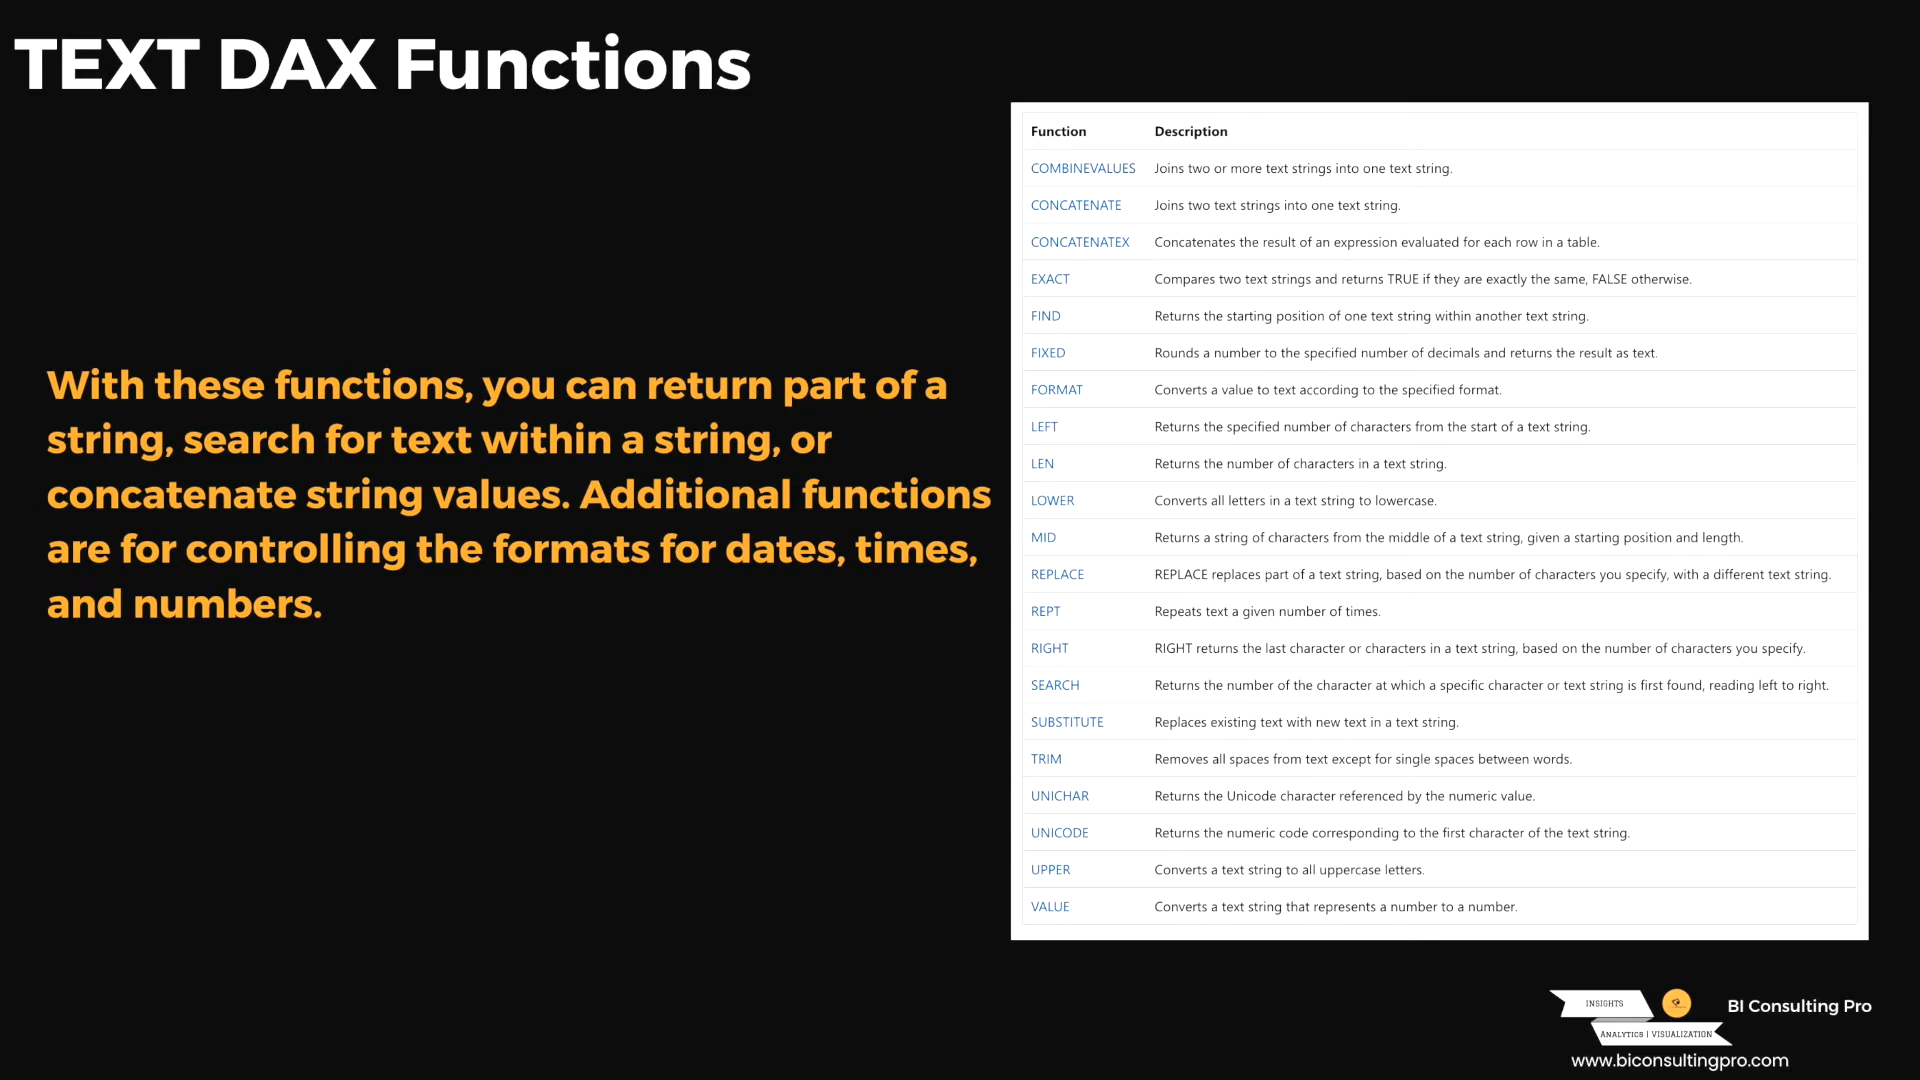 TEXT DAX Functions
With these functions, you can return part of a
string, search for text within a string, or
concatenate string values. Additional functions
are for controlling the formats for dates, times,
and numbers.
Function Description
COMBINEVALUES Joins two or more text strings into one text string.
CONCATENATE Joins two text strings into one text string.
CONCATENATEX Concatenates the result of an expression evaluated for each row in a table.
EXACT Compares two text strings and returns TRUE if they are exactly the same, FALSE otherwise.
FIND Returns the starting position of one text string within another text string.
FIXED Rounds a number to the specified number of decimals and returns the result as text.
FORMAT Converts a value to text according to the specified format.
LEFT Returns the specified number of characters from the start of a text string.
LEN Returns the number of characters in a text string.
LOWER Converts all letters in a text string to lowercase.
MID Returns a string of characters from the middle of a text string, given a starting position and length.
REPLACE REPLACE replaces part of a text string, based on the number of characters you specify, with a different text string.
REPT Repeats text a given number of times.
RIGHT RIGHT returns the last character or characters in a text string, based on the number of characters you specify.
SEARCH Returns the number of the character at which a specific character or text string is first found, reading left to right.
SUBSTITUTE Replaces existing text with new text in a text string.
TRIM Removes all spaces from text except for single spaces between words.
UNICHAR Returns the Unicode character referenced by the numeric value.
UNICODE Returns the numeric code corresponding to the first character of the text string.
UPPER Converts a text string to all uppercase letters.
VALUE Converts a text string that represents a number to a number.
INSIGHTS
BI Consulting Pro
ANALYTICS | VISUALIZATION
www.biconsultingpro.com